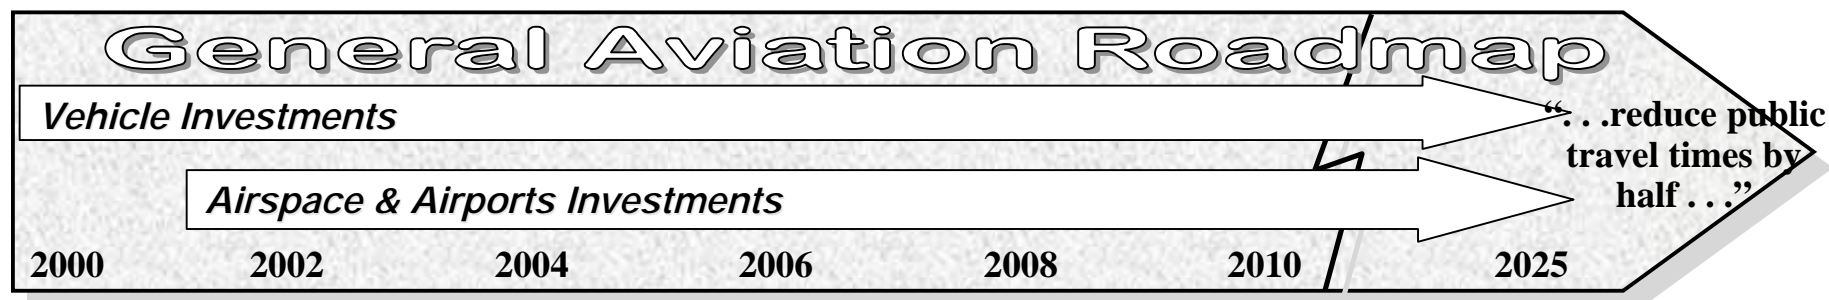 General Aviation Roadmap
Vehicle Investments
“. . .reduce public
travel times by
half . . .”
Airspace & Airports Investments
2000 2002 2004 2006 2008 2010 2025